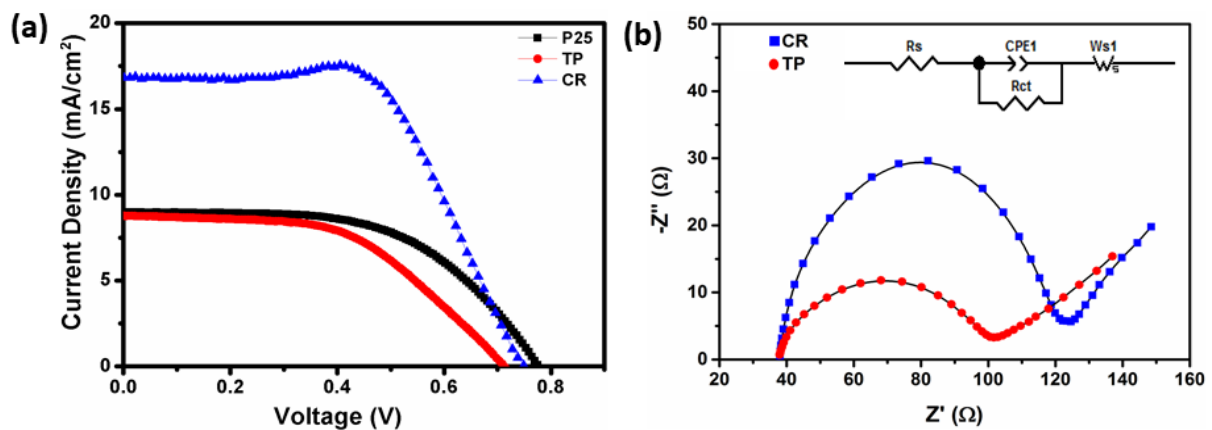 (a)
20
15
10
5
0
0.0 0.2 0.4 0.6 0.8
Current Density (mA/cm²)
Voltage (V)
P25
TP
CR
(b)
50
40
30
20
10
0
20 40 60 80 100 120 140 160
-Z'' (Ω)
Z' (Ω)
CR
TP
Rs
CPE1
Ws1
Rct
s